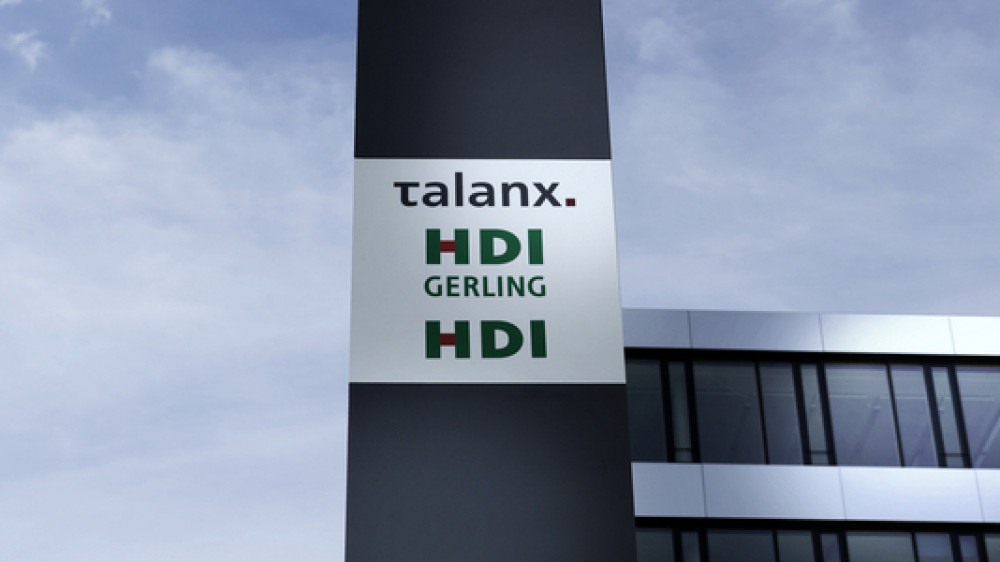 talanx.
HDI
GERLING
HDI